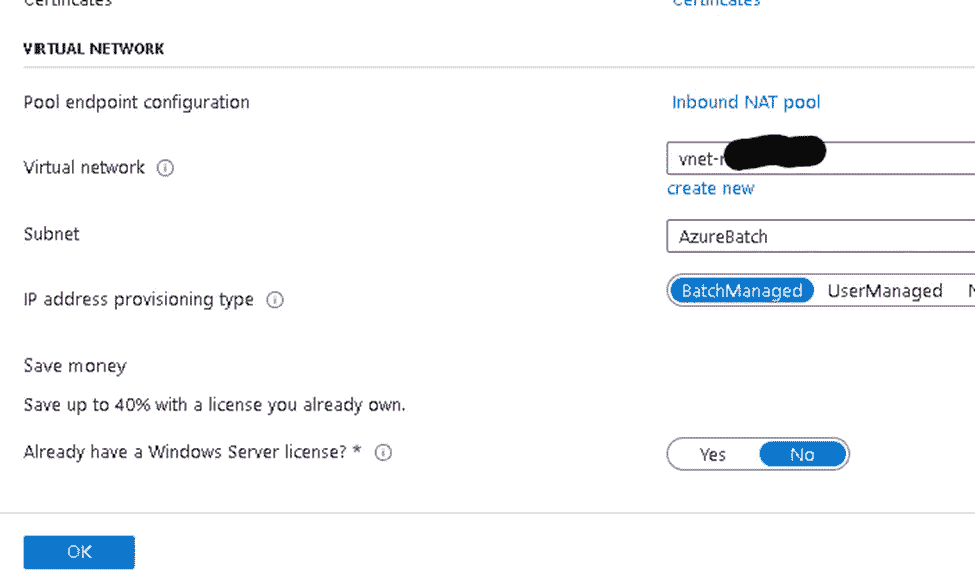 Certificates
Certificates
VIRTUAL NETWORK
Pool endpoint configuration
Inbound NAT pool
Virtual network
vnet-
create new
Subnet
AzureBatch
IP address provisioning type
BatchManaged UserManaged
Save money
Save up to 40% with a license you already own.
Already have a Windows Server license? *
Yes No
OK